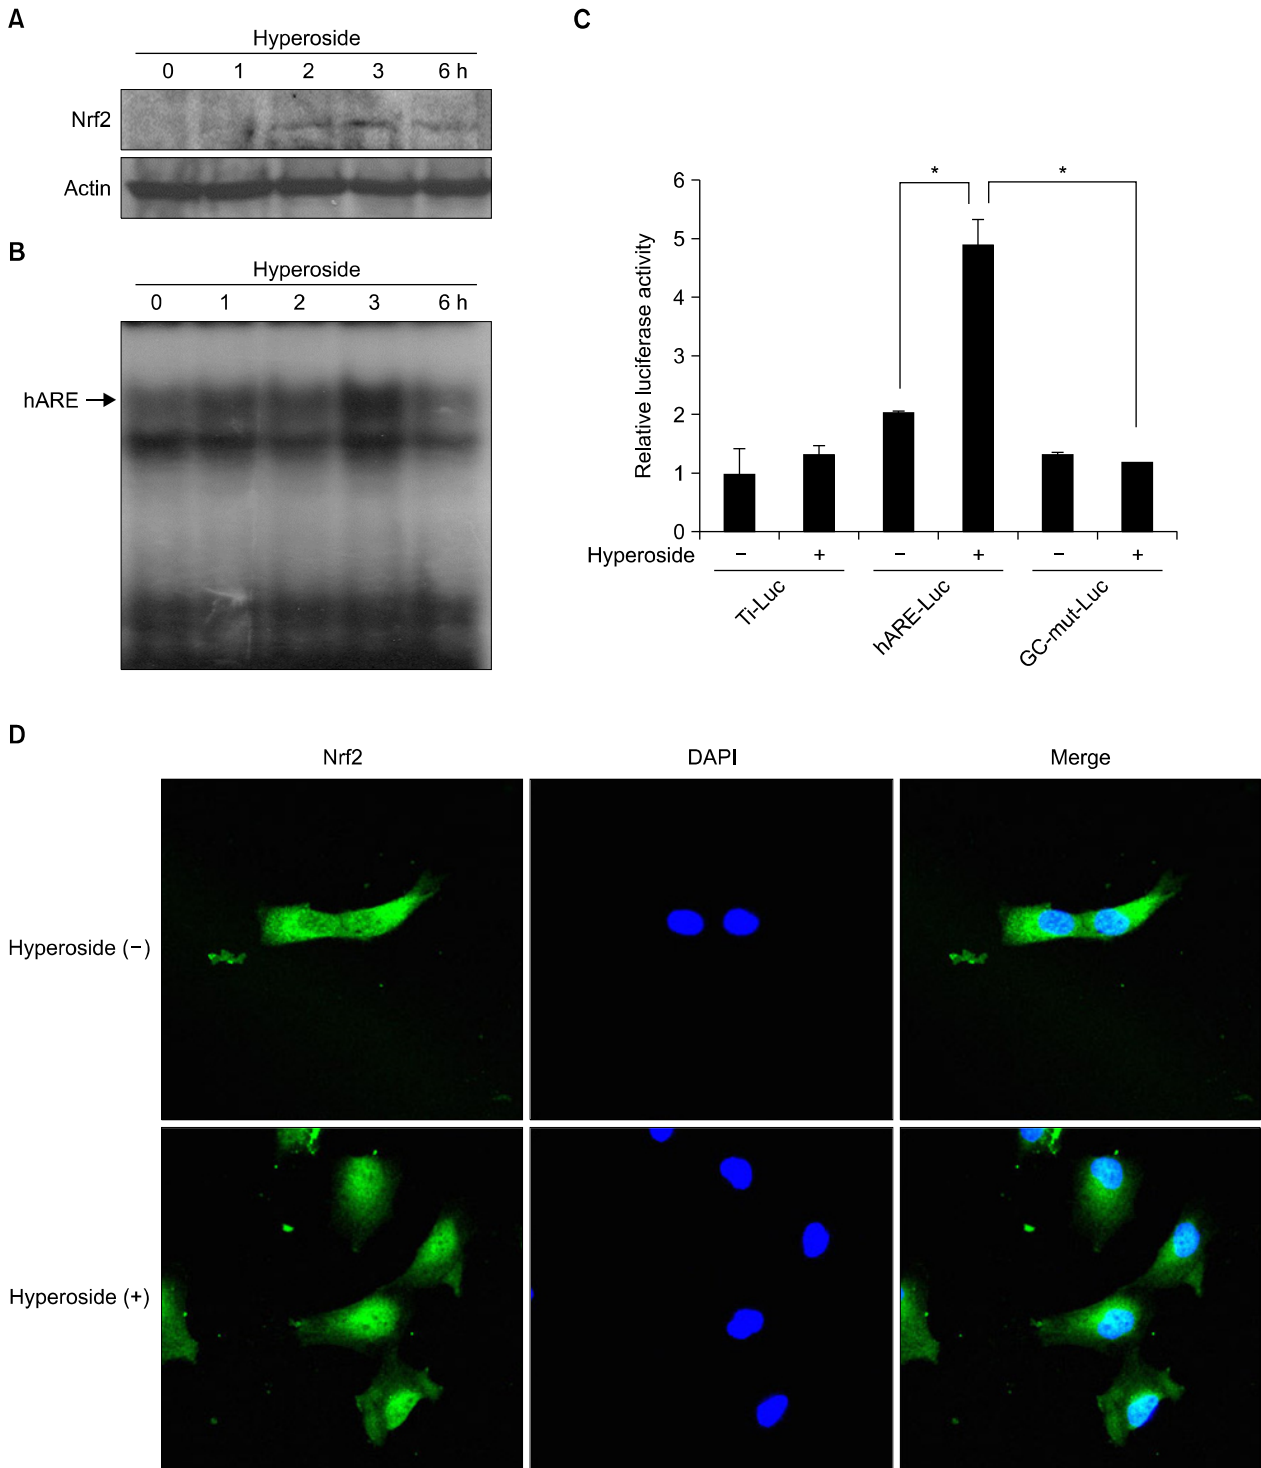 A
Hyperoside
0 1 2 3 6 h
Nrf2
Actin
B
Hyperoside
0 1 2 3 6 h
hARE
C
Relative luciferase activity
6
5
4
3
2
1
0
* *
Hyperoside − + − + − +
Ti-Luc
hARE-Luc
GC-mut-Luc
D
Nrf2 DAPI Merge
Hyperoside (−)
Hyperoside (+)